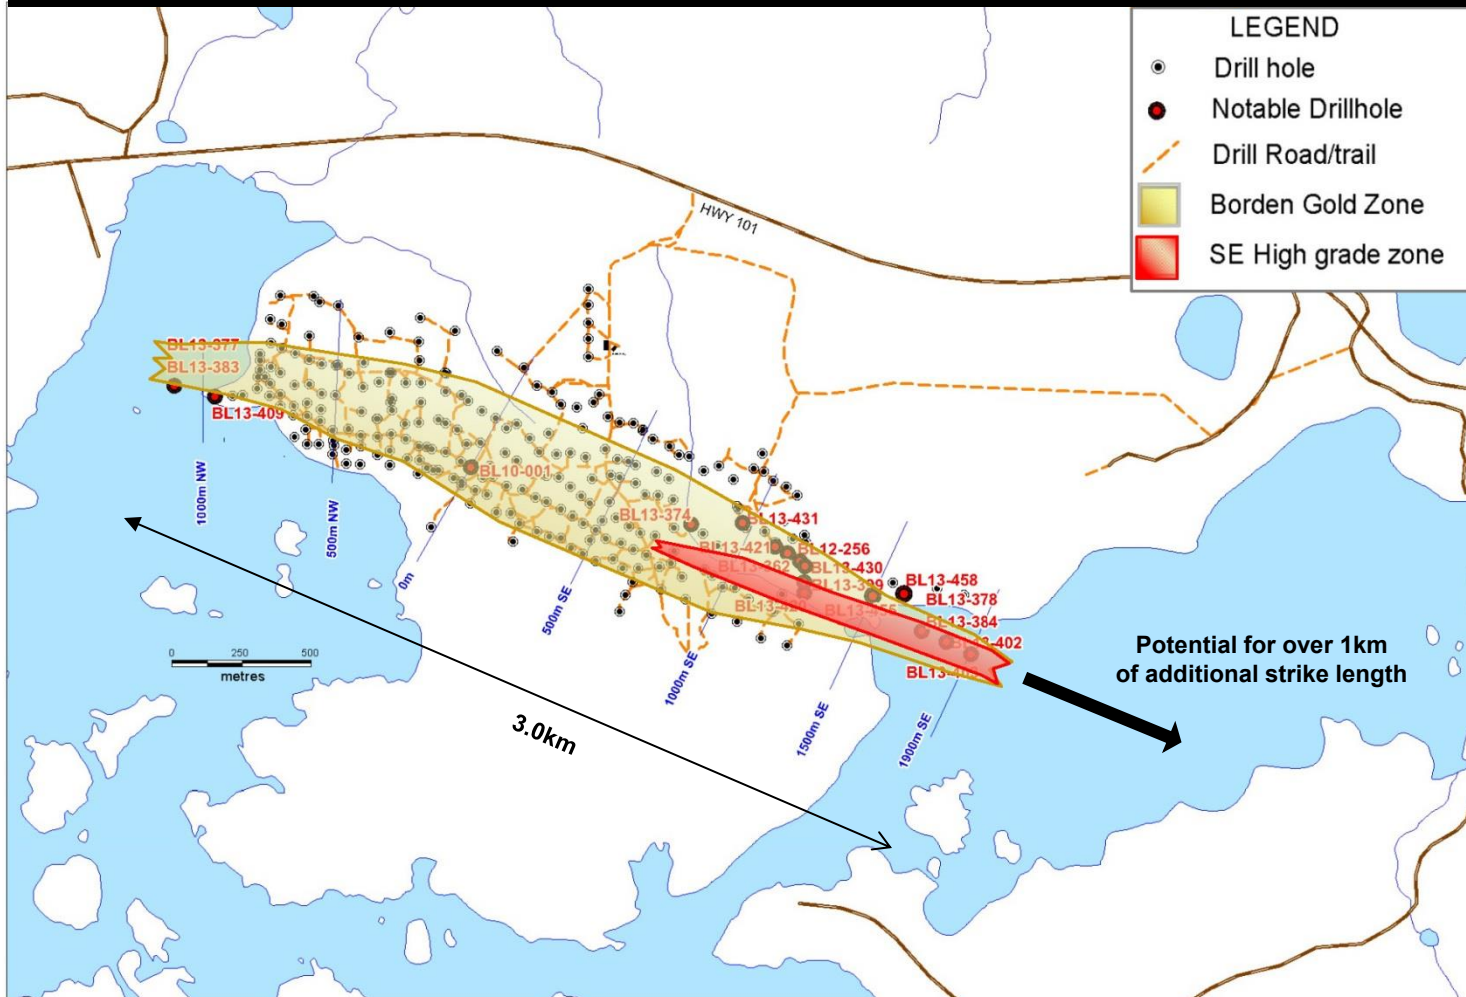 LEGEND
Drill hole
Notable Drillhole
Drill Road/trail
Borden Gold Zone
SE High grade zone
HWY 101
BL13-377
BL13-383
BL13-409
BL10-001
BL13-374
BL13-431
BL13-421
BL12-256
BL13-362
BL13-430
BL13-458
BL13-378
BL13-384
1000m NW
500m NW
0m
500m SE
1000m SE
1500m SE
1900m SE
0 250 500
metres
3.0km
Potential for over 1km
of additional strike length